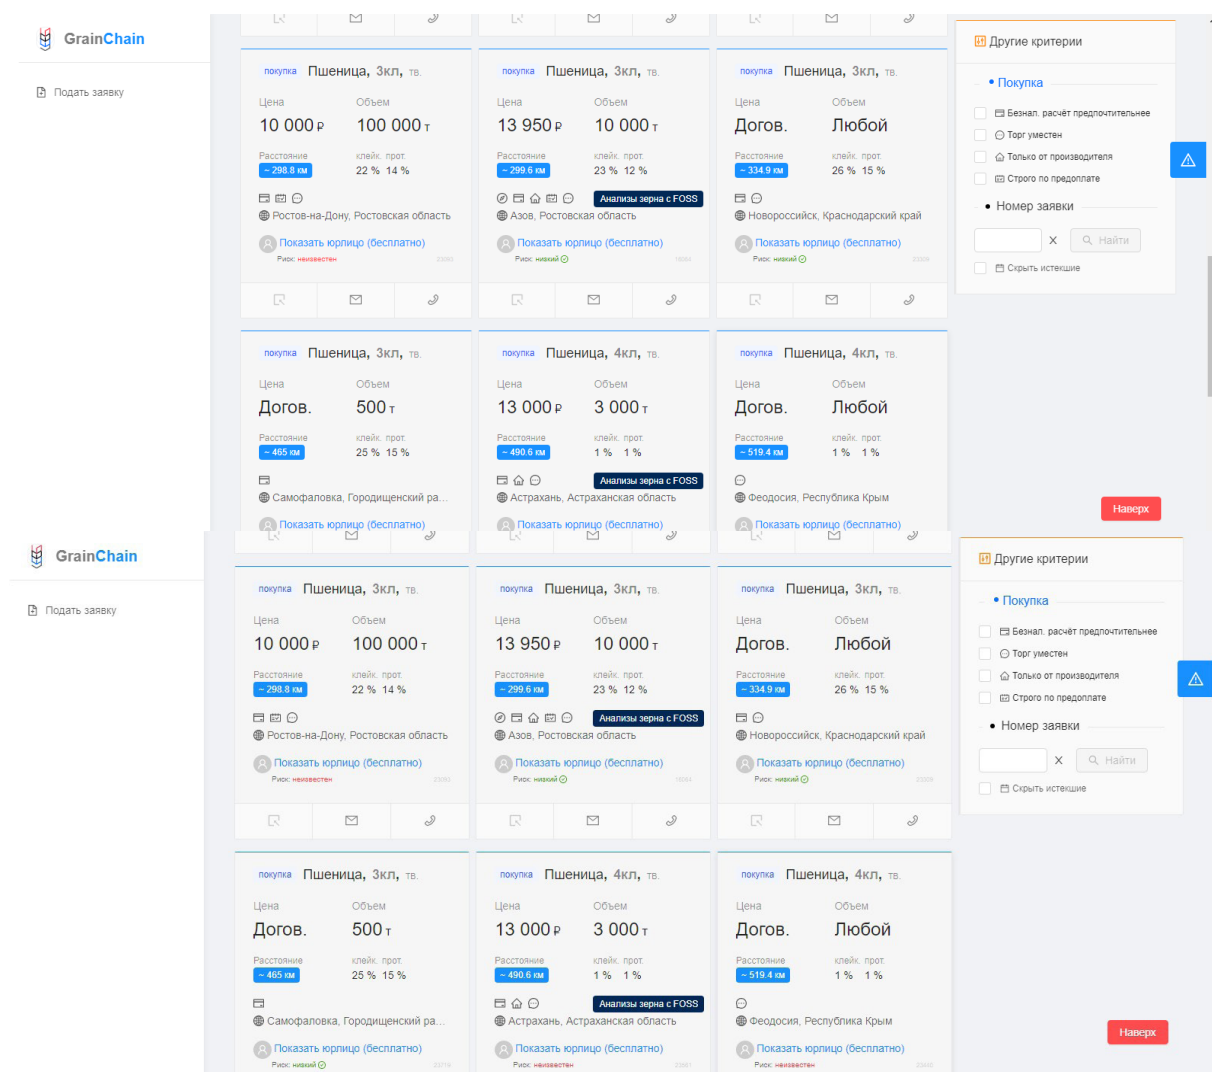 GrainChain
Подать заявку
покупка Пшеница, 3кл, тв.
Цена Объем
10 000 ₽ 100 000 т
Расстояние клейк. прот.
~ 298.8 км 22 % 14 %
Ростов-на-Дону, Ростовская область
Показать юрлицо (бесплатно)
Риск: неизвестен
покупка Пшеница, 3кл, тв.
Цена Объем
13 950 ₽ 10 000 т
Расстояние клейк. прот.
~ 299.6 км 23 % 12 %
Анализы зерна с FOSS
Азов, Ростовская область
Показать юрлицо (бесплатно)
Риск: низкий
покупка Пшеница, 3кл, тв.
Цена Объем
Догов. Любой
Расстояние клейк. прот.
~ 334.9 км 26 % 15 %
Новороссийск, Краснодарский край
Показать юрлицо (бесплатно)
Риск: низкий
покупка Пшеница, 3кл, тв.
Цена Объем
Догов. 500 т
Расстояние клейк. прот.
~ 465 км 25 % 15 %
Самофаловка, Городищенский ра...
Показать юрлицо (бесплатно)
покупка Пшеница, 4кл, тв.
Цена Объем
13 000 ₽ 3 000 т
Расстояние клейк. прот.
~ 490.6 км 1 % 1 %
Анализы зерна с FOSS
Астрахань, Астраханская область
Показать юрлицо (бесплатно)
покупка Пшеница, 4кл, тв.
Цена Объем
Догов. Любой
Расстояние клейк. прот.
~ 519.4 км 1 % 1 %
Феодосия, Республика Крым
Показать юрлицо (бесплатно)
Другие критерии
Покупка
Безнал. расчёт предпочтительнее
Торг уместен
Только от производителя
Строго по предоплате
Номер заявки
X Найти
Скрыть истекшие
Наверх
GrainChain
Подать заявку
покупка Пшеница, 3кл, тв.
Цена Объем
10 000 ₽ 100 000 т
Расстояние клейк. прот.
~ 298.8 км 22 % 14 %
Ростов-на-Дону, Ростовская область
Показать юрлицо (бесплатно)
Риск: неизвестен
покупка Пшеница, 3кл, тв.
Цена Объем
13 950 ₽ 10 000 т
Расстояние клейк. прот.
~ 299.6 км 23 % 12 %
Анализы зерна с FOSS
Азов, Ростовская область
Показать юрлицо (бесплатно)
Риск: низкий
покупка Пшеница, 3кл, тв.
Цена Объем
Догов. Любой
Расстояние клейк. прот.
~ 334.9 км 26 % 15 %
Новороссийск, Краснодарский край
Показать юрлицо (бесплатно)
Риск: низкий
покупка Пшеница, 3кл, тв.
Цена Объем
Догов. 500 т
Расстояние клейк. прот.
~ 465 км 25 % 15 %
Самофаловка, Городищенский ра...
Показать юрлицо (бесплатно)
Риск: низкий
покупка Пшеница, 4кл, тв.
Цена Объем
13 000 ₽ 3 000 т
Расстояние клейк. прот.
~ 490.6 км 1 % 1 %
Анализы зерна с FOSS
Астрахань, Астраханская область
Показать юрлицо (бесплатно)
Риск: неизвестен
покупка Пшеница, 4кл, тв.
Цена Объем
Догов. Любой
Расстояние клейк. прот.
~ 519.4 км 1 % 1 %
Феодосия, Республика Крым
Показать юрлицо (бесплатно)
Риск: неизвестен
Другие критерии
Покупка
Безнал. расчёт предпочтительнее
Торг уместен
Только от производителя
Строго по предоплате
Номер заявки
X Найти
Скрыть истекшие
Наверх